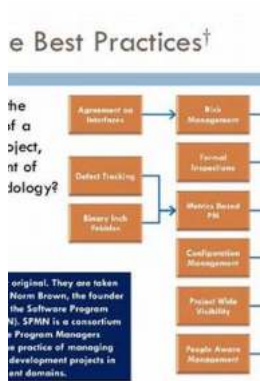 e Best Practices†
the
of a
oject,
nt of
dology?
Agreement on
Interfaces
Risk
Management
Formal
Inspections
Defect Tracking
Metrics Based
PM
Binary Inch
Configuration
Management
Project Wide
Visibility
People Aware
Management
original. They are taken
Norm Brown, the founder
the Software Program
N). SPMN is a consortium
e Program Managers
e practice of managing
development projects in
ent domains.